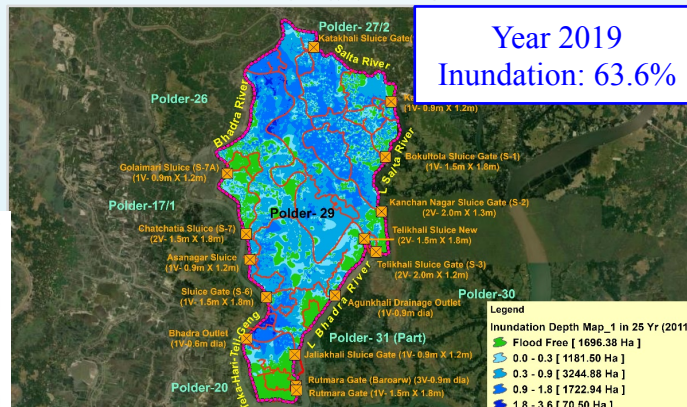 Year 2019
Inundation: 63.6%
Polder- 27/2
Katakhali Sluice Gate(
Salta River
Polder-26
Bhadra River
(1V- 0.9m X 1.2m)
Bokultola Sluice Gate (S-1)
(1V- 1.5m X 1.8m)
Golaimari Sluice (S-7A)
(1V- 0.9m X 1.2m)
L Salta River
Kanchan Nagar Sluice Gate (S-2)
(2V- 2.0m X 1.3m)
Polder-17/1
Polder- 29
Chatchatia Sluice (S-7)
(2V- 1.5m X 1.8m)
Telikhali Sluice New
(2V- 1.5m X 1.8m)
Asanagar Sluice
(1V- 0.9m X 1.2m)
Telikhali Sluice Gate (S-3)
(2V- 2.0m X 1.2m)
Sluice Gate (S-6)
(1V- 1.5m X 1.8m)
Agunkhali Drainage Outlet
(1V-0.9m dia)
L Bhadra River
Polder-30
Bhadra Outlet
(1V-0.6m dia)
Polder- 31 (Part)
Jaliakhali Sluice Gate (1V- 0.9m X 1.2m)
Polder-20
Rutmara Gate (Baroarw) (3V-0.9m dia)
Rutmara Gate (1V- 1.5m X 1.8m)
Legend
Inundation Depth Map_1 in 25 Yr (2011
Flood Free [ 1696.38 Ha ]
0.0 - 0.3 [ 1181.50 Ha ]
0.3 - 0.9 [ 3244.88 Ha ]
0.9 - 1.8 [ 1722.94 Ha ]
1.8 - 3.6 [ 70.50 Ha ]